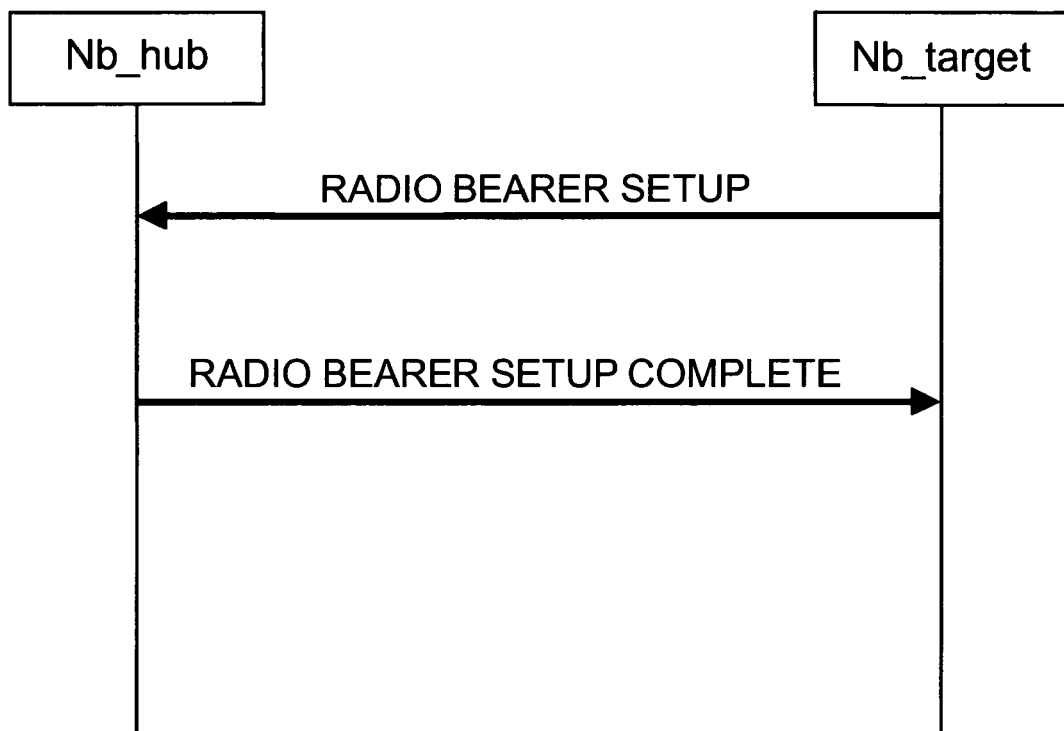 Nb_hub
Nb_target
RADIO BEARER SETUP
RADIO BEARER SETUP COMPLETE